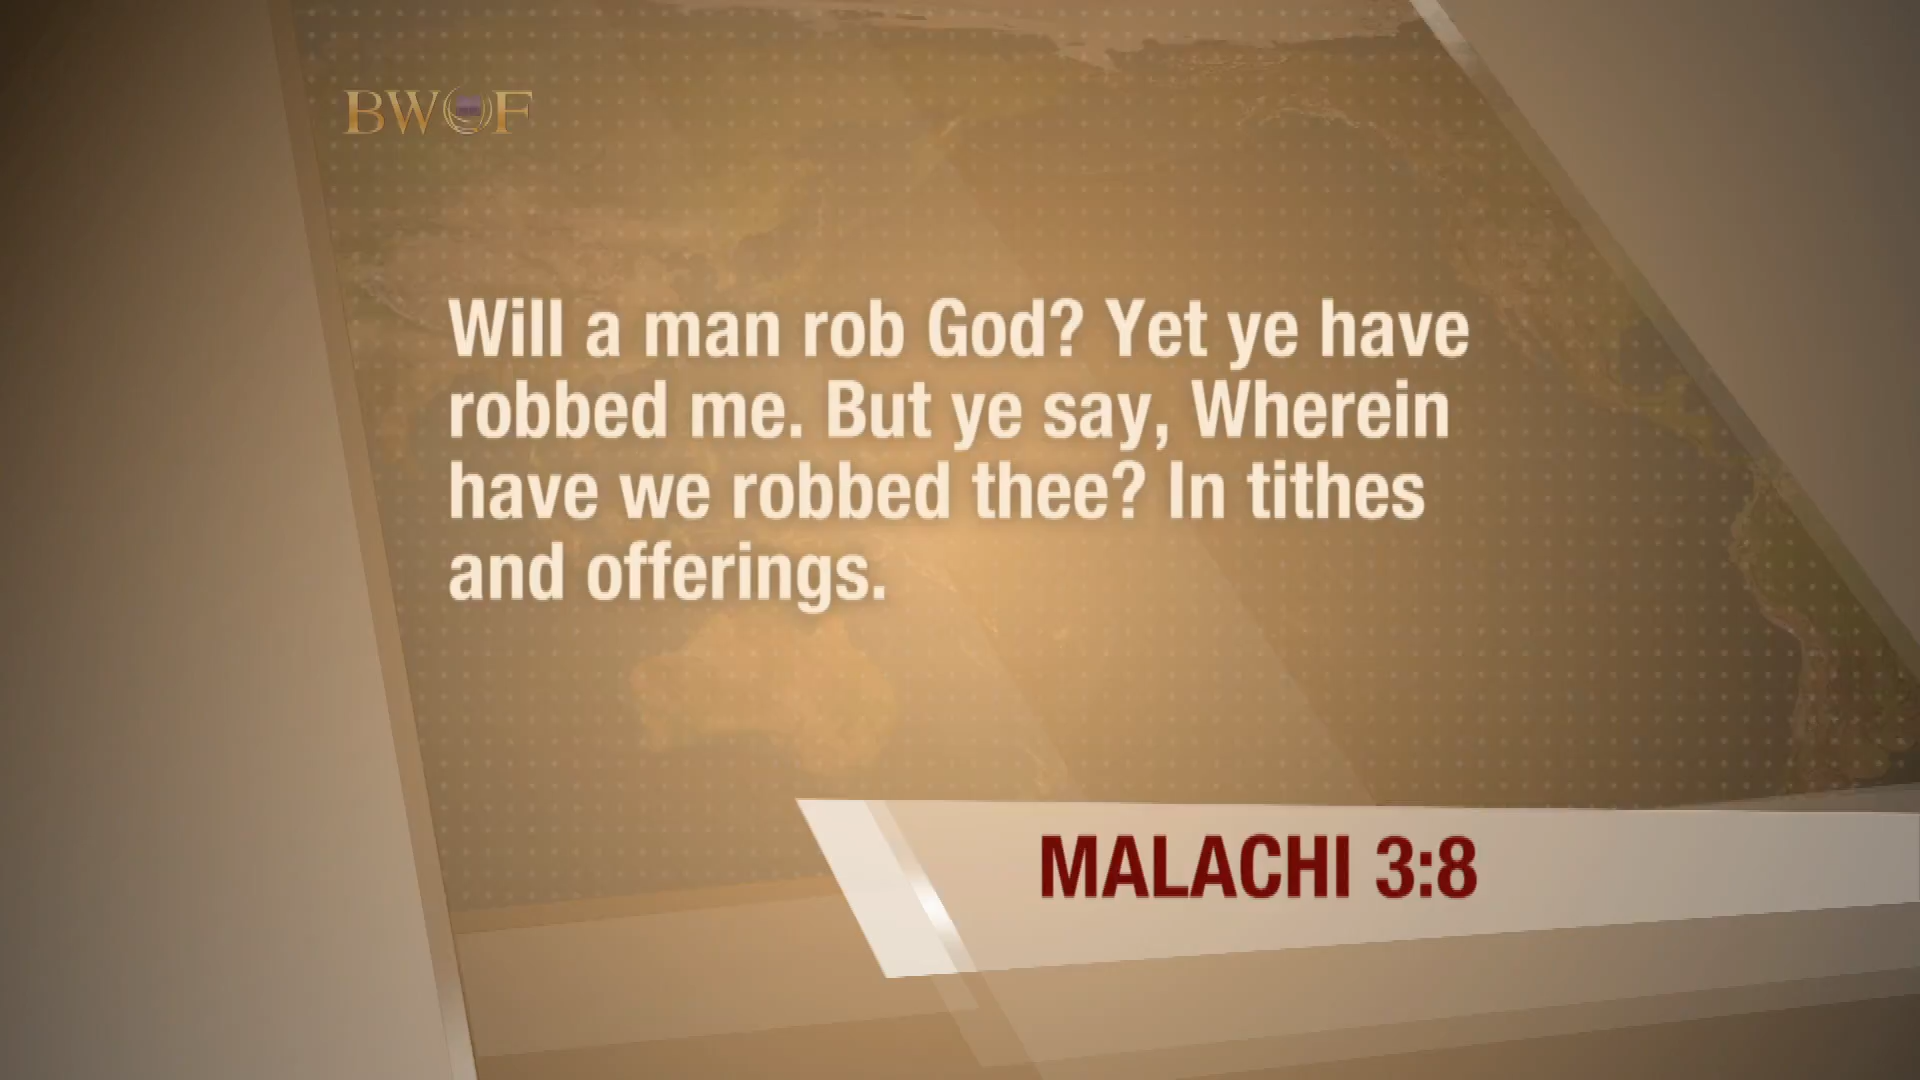 BWOF
Will a man rob God? Yet ye have
robbed me. But ye say, Wherein
have we robbed thee? In tithes
and offerings.
MALACHI 3:8